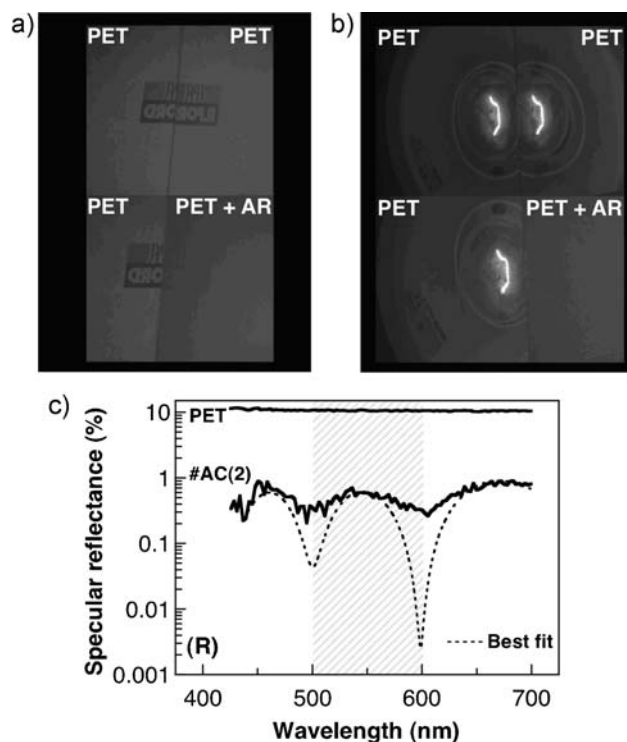 a)
b)
PET PET
PET PET
PET PET + AR
PET PET + AR
c)
Specular reflectance (%)
10
1
0.1
0.01
0.001
PET
#AC(2)
(R)
Best fit
400 500 600 700
Wavelength (nm)